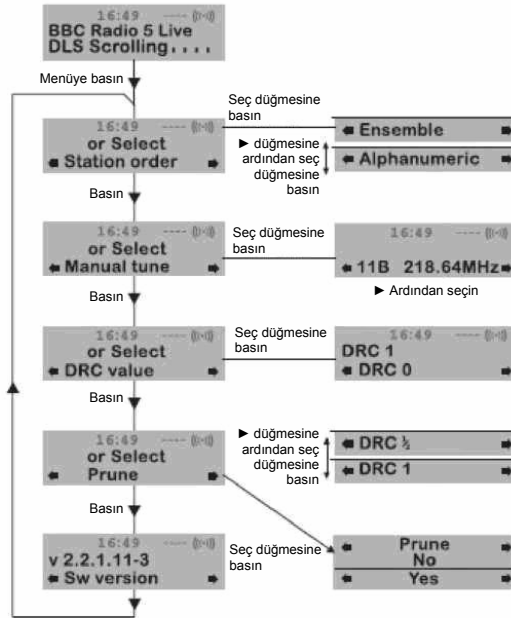 16:49 ----
BBC Radio 5 Live
DLS Scrolling....
Menüye basın
16:49 ----
or Select
Station order
Seç düğmesine
basın
Ensemble
► düğmesine
ardından seç
düğmesine
basın
Alphanumeric
Basın
16:49 ----
or Select
Manual tune
Seç düğmesine
basın
16:49 ----
11B 218.64MHz
► Ardından seçin
Basın
16:49 ----
or Select
DRC value
Seç düğmesine
basın
16:49 ----
DRC 1
DRC 0
Basın
16:49 ----
or Select
Prune
► düğmesine
ardından seç
düğmesine
basın
DRC ½
DRC 1
Basın
16:49 ----
v 2.2.1.11-3
Sw version
Seç düğmesine
basın
Prune
No
Yes